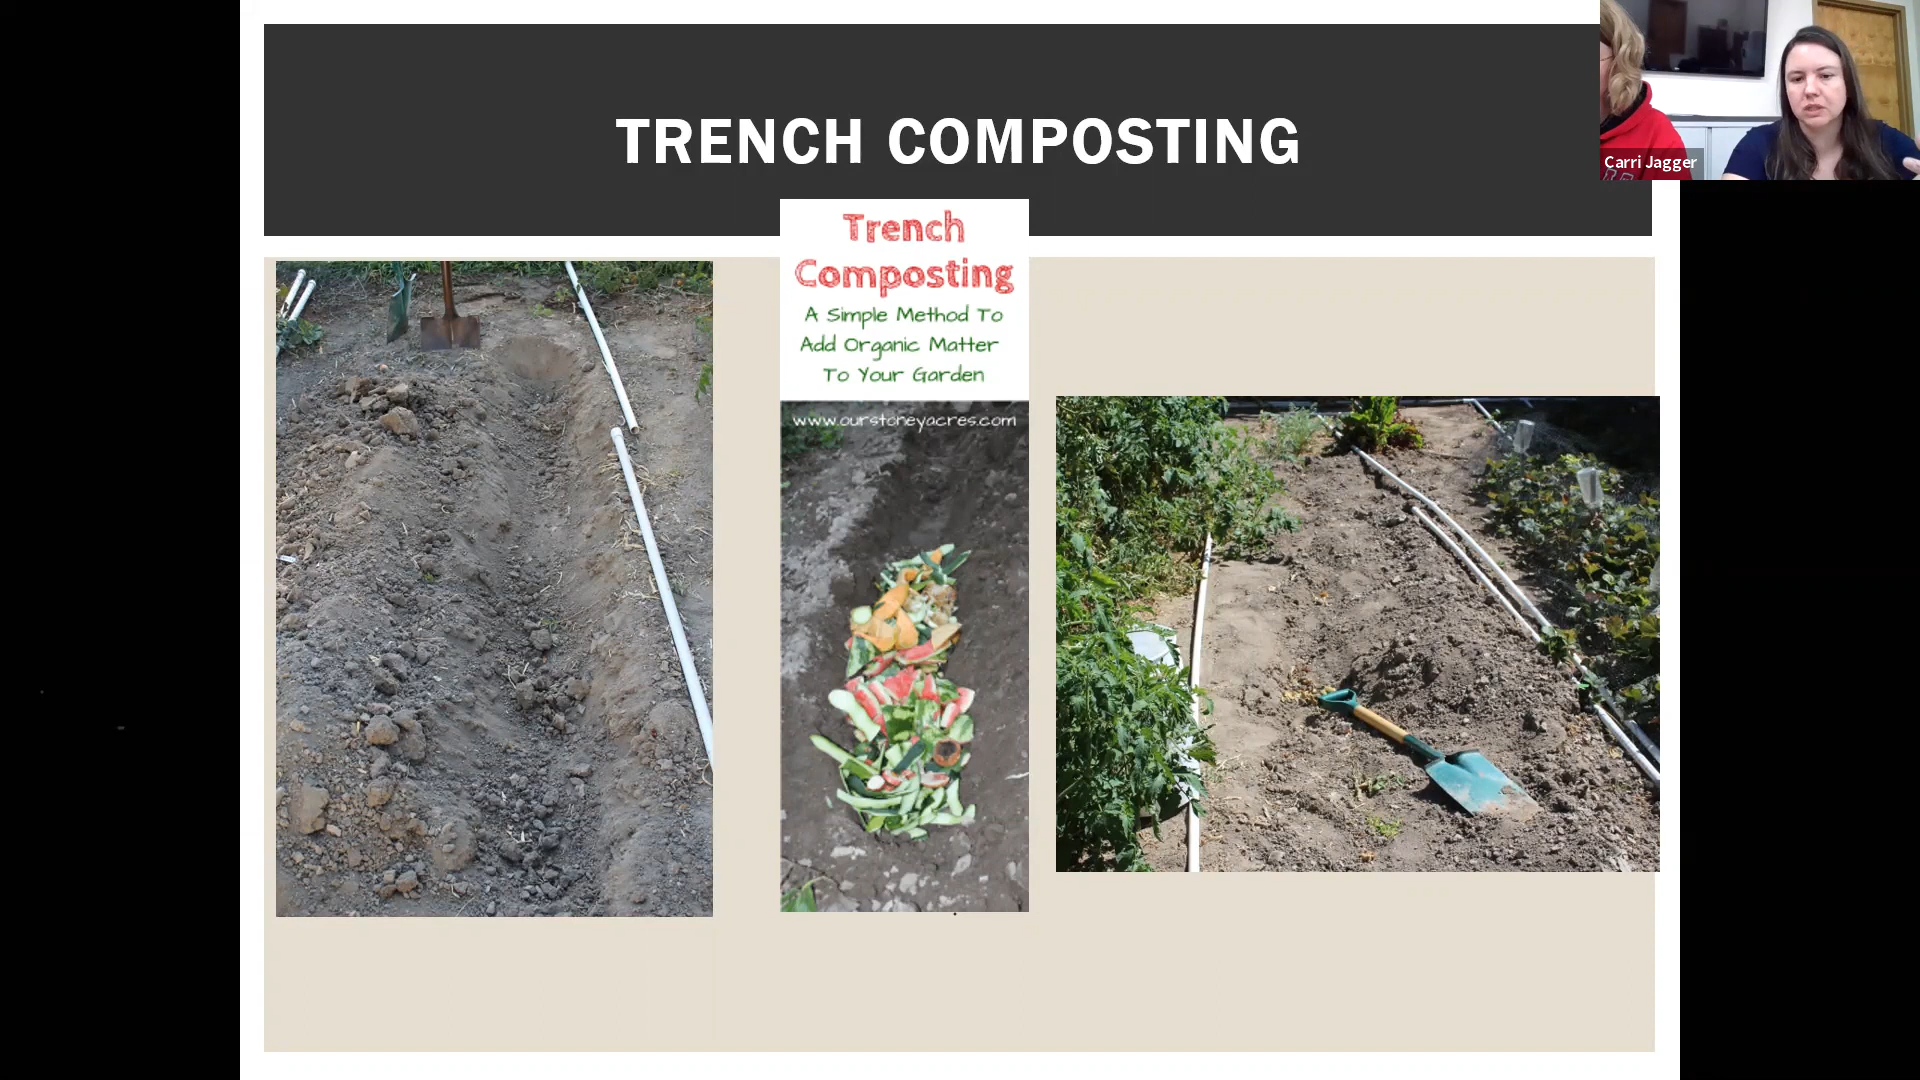 TRENCH COMPOSTING
Carri Jagger
Trench
Composting
A Simple Method To
Add Organic Matter
To Your Garden
www.ourstoneyacres.com